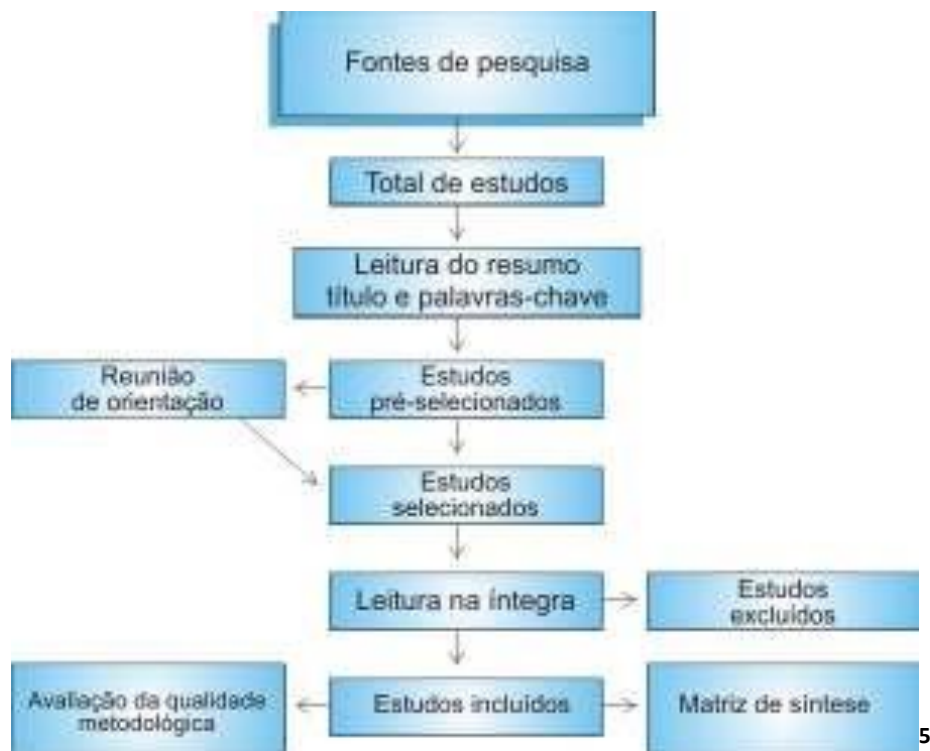 Fontes de pesquisa
Total de estudos
Leitura do resumo
título e palavras-chave
Reunião
de orientação
Estudos
pré-selecionados
Estudos
selecionados
Leitura na íntegra
Estudos
excluídos
Avaliação da qualidade
metodológica
Estudos incluídos
Matriz de síntese
5